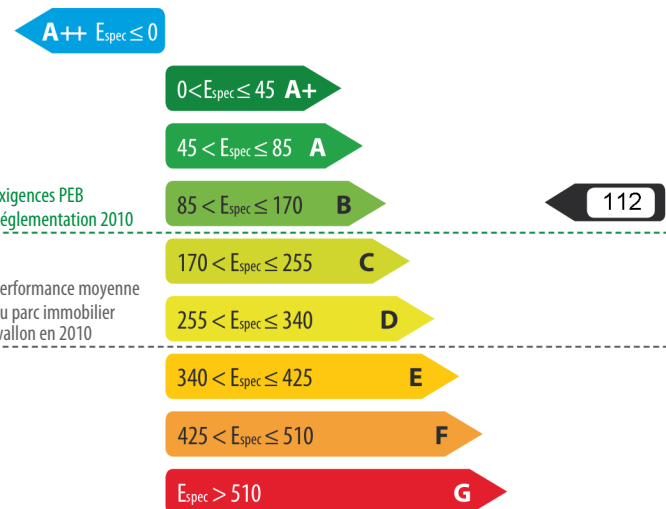 A++ Espec ≤ 0
0<Espec ≤ 45 A+
45 < Espec ≤ 85 A
xigences PEB
églementation 2010
85 < Espec ≤ 170 B
112
170 < Espec ≤ 255 C
erformance moyenne
u parc immobilier
vallon en 2010
255 < Espec ≤ 340 D
340 < Espec ≤ 425 E
425 < Espec ≤ 510 F
Espec > 510 G